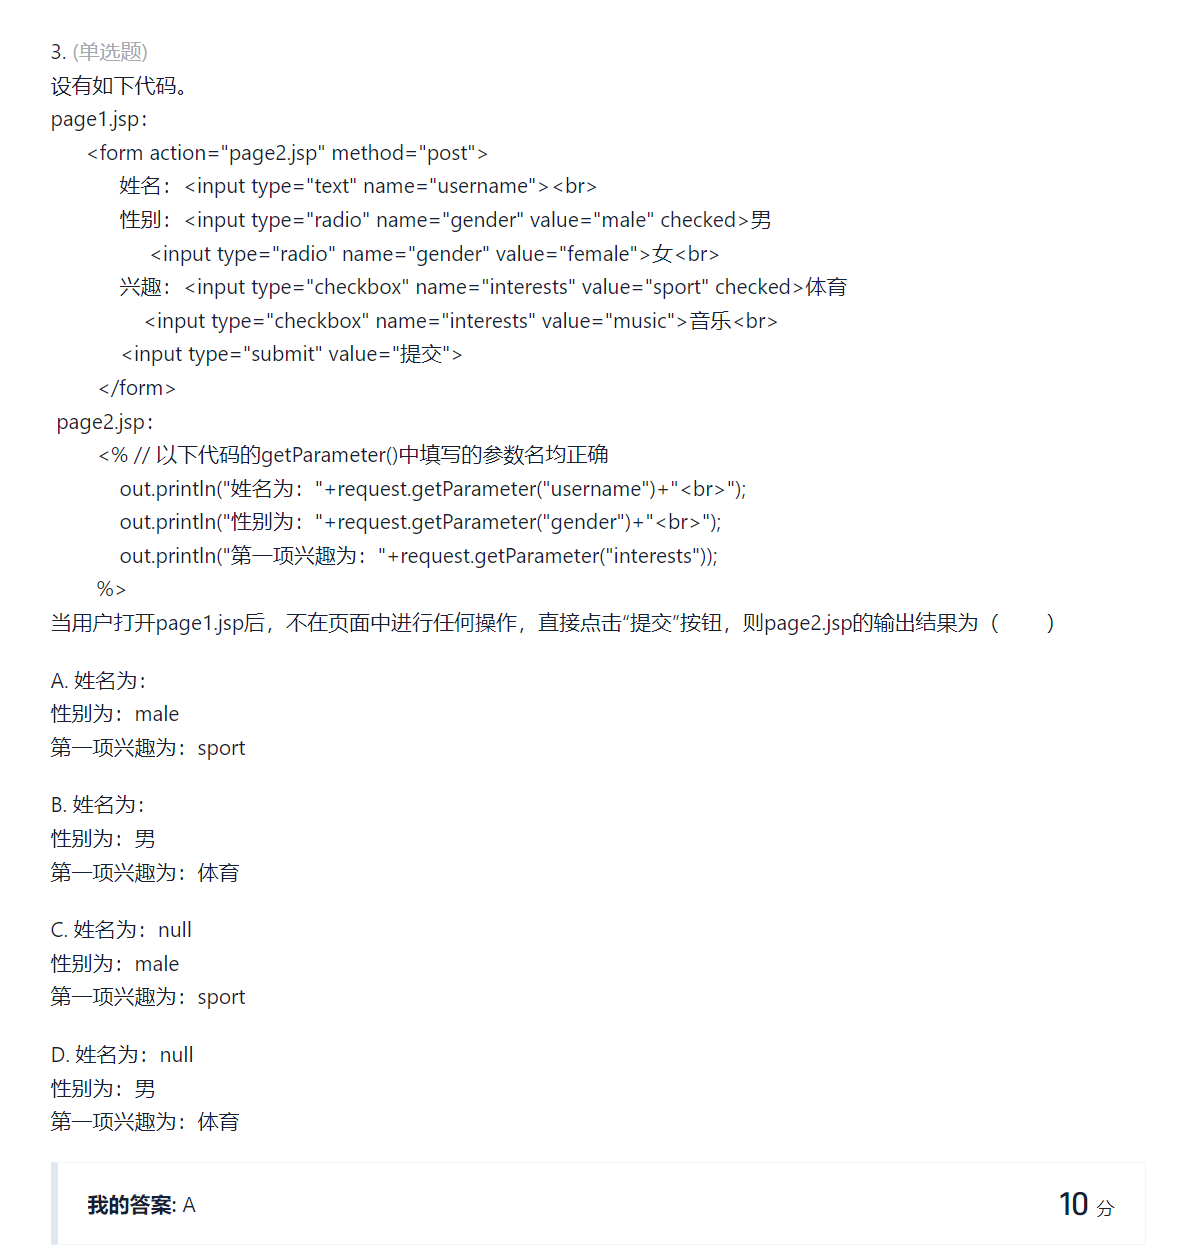 3. (单选题)
设有如下代码。
page1.jsp：
<form action="page2.jsp" method="post">
姓名：<input type="text" name="username"><br>
性别：<input type="radio" name="gender" value="male" checked>男
<input type="radio" name="gender" value="female">女<br>
兴趣：<input type="checkbox" name="interests" value="sport" checked>体育
<input type="checkbox" name="interests" value="music">音乐<br>
<input type="submit" value="提交">
</form>
page2.jsp：
<% // 以下代码的getParameter()中填写的参数名均正确
out.println("姓名为："+request.getParameter("username")+"<br>");
out.println("性别为："+request.getParameter("gender")+"<br>");
out.println("第一项兴趣为："+request.getParameter("interests"));
%>
当用户打开page1.jsp后，不在页面中进行任何操作，直接点击“提交”按钮，则page2.jsp的输出结果为（　　）
A. 姓名为：
性别为：male
第一项兴趣为：sport
B. 姓名为：
性别为：男
第一项兴趣为：体育
C. 姓名为：null
性别为：male
第一项兴趣为：sport
D. 姓名为：null
性别为：男
第一项兴趣为：体育
我的答案: A 10 分